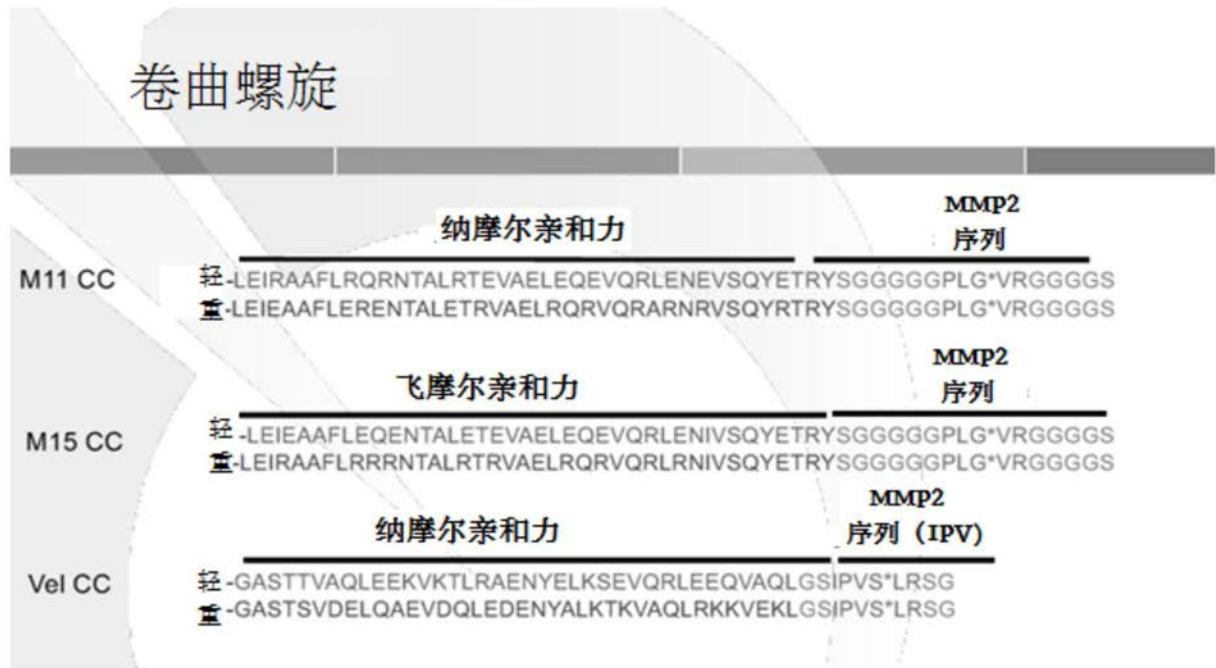 卷曲螺旋
纳摩尔亲和力
MMP2
序列
M11 CC
轻-LEIRAAFLRQRNTALRTEVAELEQEVQRLENEVSQYETRYSGGGGGPLG*VRGGGGS
重-LEIEAAFLERENTALETRVAELRQRVQRARNRVSQYRTRYSGGGGGPLG*VRGGGGS
飞摩尔亲和力
MMP2
序列
M15 CC
轻-LEIEAAFLEQENTALETEVAELEQEVQRLENIVSQYETRYSGGGGGPLG*VRGGGGS
重-LEIRAAFLRRRNTALRTRVAELRQRVQRLRNIVSQYETRYSGGGGGPLG*VRGGGGS
纳摩尔亲和力
MMP2
序列（IPV）
Vel CC
轻-GASTTVAQLEEKVKTLRAENYELKSEVQRLEEQVAQLGSIPVS*LRSG
重-GASTSVDELQAEVDQLEDENYALKTKVAQLRKKVEKLGSIPVS*LRSG